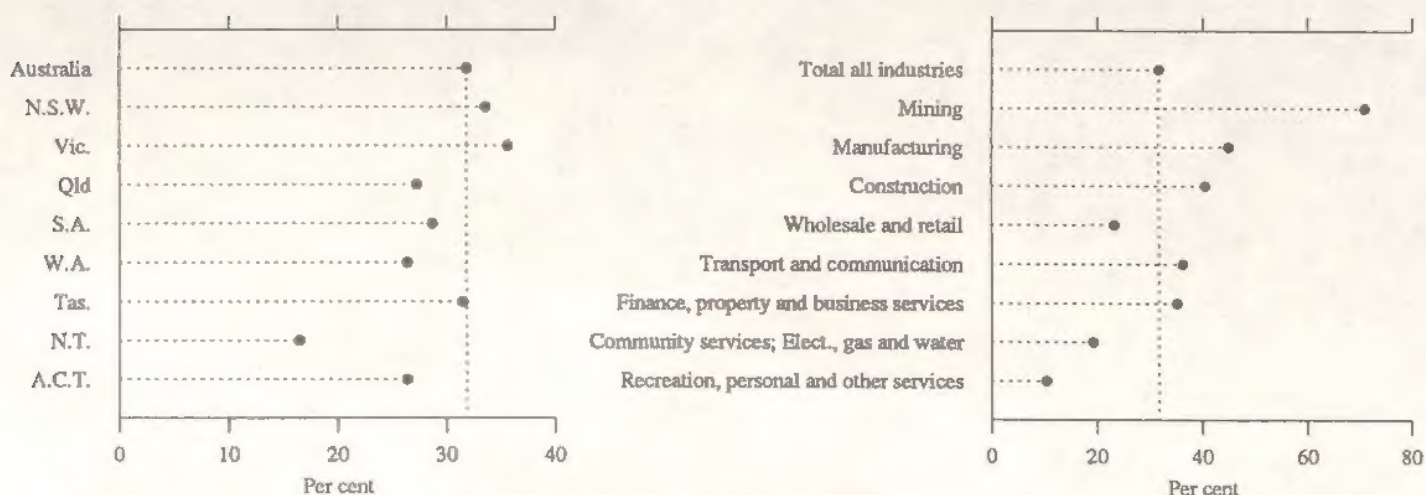 Australia
N.S.W.
Vic.
Qld
S.A.
W.A.
Tas.
N.T.
A.C.T.
0 10 20 30 40
Per cent
Total all industries
Mining
Manufacturing
Construction
Wholesale and retail
Transport and communication
Finance, property and business services
Community services; Elect., gas and water
Recreation, personal and other services
0 20 40 60 80
Per cent